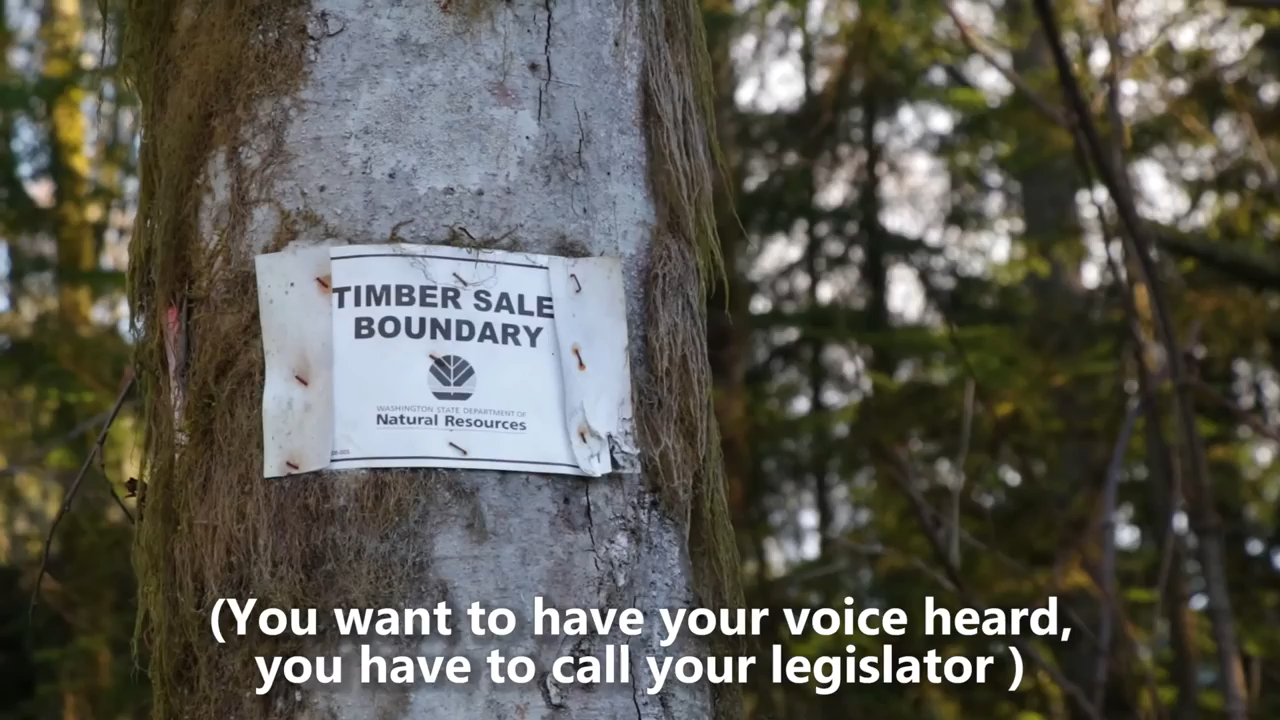 TIMBER SALE
BOUNDARY
WASHINGTON STATE DEPARTMENT OF
Natural Resources
(You want to have your voice heard,
you have to call your legislator )